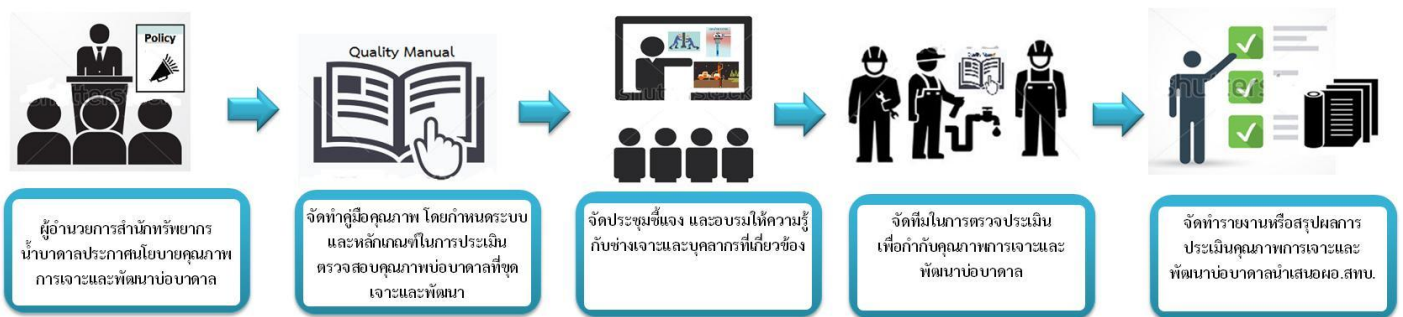 Policy
Quality Manual
ผู้อำนวยการสำนักทรัพยากร
น้ำบาดาลประกาศนโยบายคุณภาพ
การเจาะและพัฒนาบ่อบาดาล
จัดทำคู่มือคุณภาพ โดยกำหนดระบบ
และหลักเกณฑ์ในการประเมิน
ตรวจสอบคุณภาพบ่อบาดาลที่ขุด
เจาะและพัฒนา
จัดประชุมชี้แจง และอบรมให้ความรู้
กับช่างเจาะและบุคลากรที่เกี่ยวข้อง
จัดทีมในการตรวจประเมิน
เพื่อกำกับคุณภาพการเจาะและ
พัฒนาบ่อบาดาล
จัดทำรายงานหรือสรุปผลการ
ประเมินคุณภาพการเจาะและ
พัฒนาบ่อบาดาลนำเสนอผอ.สทบ.